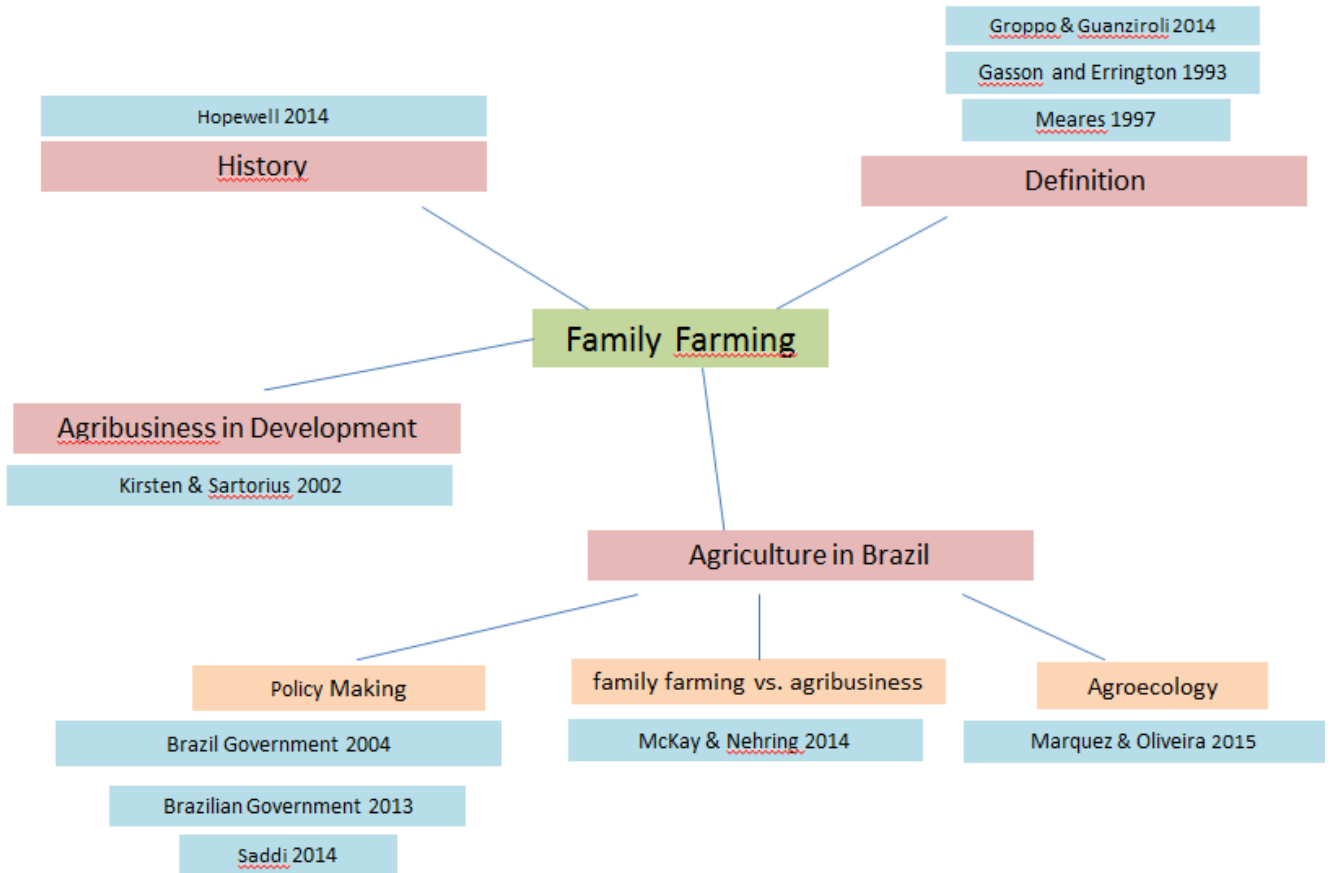 Groppo & Guanziroli 2014
Gasson and Errington 1993
Meares 1997
Definition
Hopewell 2014
History
Family Farming
Agribusiness in Development
Kirsten & Sartorius 2002
Agriculture in Brazil
Policy Making
Brazil Government 2004
Brazilian Government 2013
Saddi 2014
family farming vs. agribusiness
McKay & Nehring 2014
Agroecology
Marquez & Oliveira 2015